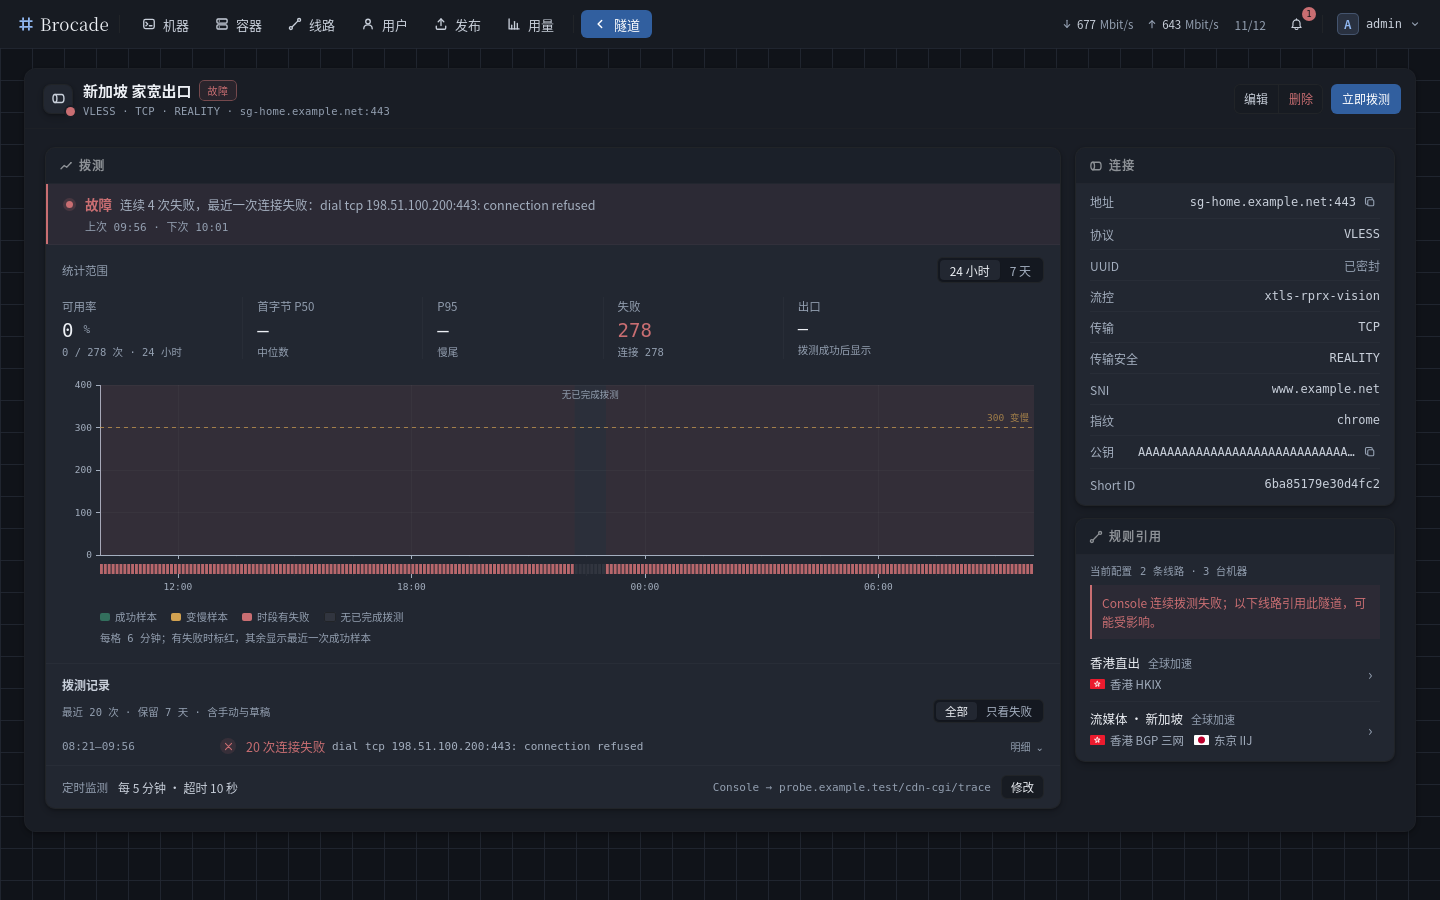 Brocade
机器
容器
线路
用户
发布
用量
隧道
677 Mbit/s
643 Mbit/s
11/12
1
A
admin
新加坡 家宽出口
故障
VLESS · TCP · REALITY · sg-home.example.net:443
编辑
删除
立即拨测
拨测
故障 连续 4 次失败，最近一次连接失败：dial tcp 198.51.100.200:443: connection refused
上次 09:56 · 下次 10:01
统计范围
24 小时
7 天
可用率
0 %
0 / 278 次 · 24 小时
首字节 P50
—
中位数
P95
—
慢尾
失败
278
连接 278
出口
—
拨测成功后显示
400
300
200
100
0
无已完成拨测
300 变慢
12:00
18:00
00:00
06:00
成功样本
变慢样本
时段有失败
无已完成拨测
每格 6 分钟；有失败时标红，其余显示最近一次成功样本
拨测记录
最近 20 次 · 保留 7 天 · 含手动与草稿
全部
只看失败
08:21—09:56
20 次连接失败 dial tcp 198.51.100.200:443: connection refused
明细
定时监测 每 5 分钟 · 超时 10 秒
Console → probe.example.test/cdn-cgi/trace
修改
连接
地址 sg-home.example.net:443
协议 VLESS
UUID 已密封
流控 xtls-rprx-vision
传输 TCP
传输安全 REALITY
SNI www.example.net
指纹 chrome
公钥 AAAAAAAAAAAAAAAAAAAAAAAAAAAAA…
Short ID 6ba85179e30d4fc2
规则引用
当前配置 2 条线路 · 3 台机器
Console 连续拨测失败；以下线路引用此隧道，可
能受影响。
香港直出 全球加速
香港 HKIX
流媒体 · 新加坡 全球加速
香港 BGP 三网 东京 IIJ